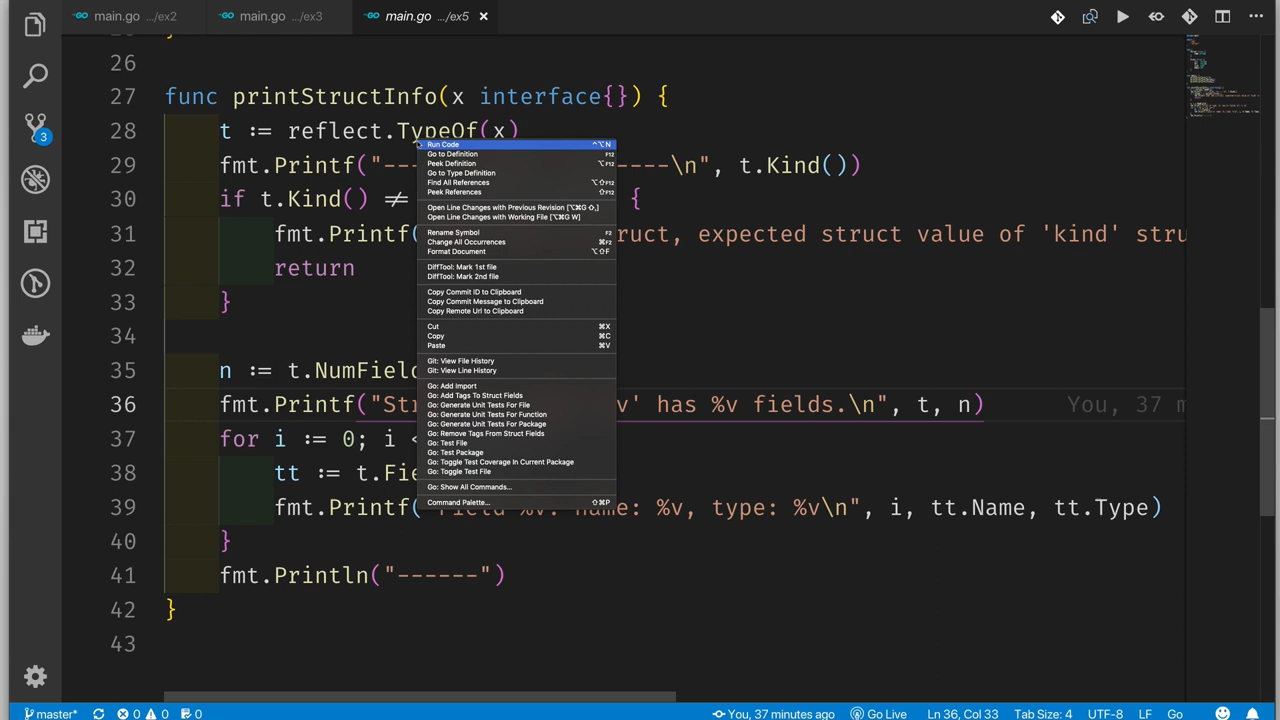 main.go .../ex2
main.go .../ex3
main.go .../ex5
26
27 func printStructInfo(x interface{}) {
28 t := reflect.TypeOf(x)
29 fmt.Printf("--- ----\n", t.Kind())
30 if t.Kind() ≠ {
31 fmt.Printf( ruct, expected struct value of 'kind' stru
32 return
33 }
34
35 n := t.NumField
36 fmt.Printf("Str v' has %v fields.\n", t, n) You, 37 m
37 for i := 0; i <
38 tt := t.Fie
39 fmt.Printf("Field %v: name: %v, type: %v\n", i, tt.Name, tt.Type)
40 }
41 fmt.Println("------")
42 }
43
Run Code ^⌥N
Go to Definition F12
Peek Definition ⌥F12
Go to Type Definition
Find All References ⌥⇧F12
Peek References ⇧F12
Open Line Changes with Previous Revision [⌥⌘G ⇧,]
Open Line Changes with Working File [⌥⌘G W]
Rename Symbol F2
Change All Occurrences ⌘F2
Format Document ⌥⇧F
DiffTool: Mark 1st file
DiffTool: Mark 2nd file
Copy Commit ID to Clipboard
Copy Commit Message to Clipboard
Copy Remote Url to Clipboard
Cut ⌘X
Copy ⌘C
Paste ⌘V
Git: View File History
Git: View Line History
Go: Add Import
Go: Add Tags To Struct Fields
Go: Generate Unit Tests For File
Go: Generate Unit Tests For Function
Go: Generate Unit Tests For Package
Go: Remove Tags From Struct Fields
Go: Test File
Go: Test Package
Go: Toggle Test Coverage In Current Package
Go: Toggle Test File
Go: Show All Commands...
Command Palette... ⇧⌘P
3
master* 0 0 0 You, 37 minutes ago Go Live Ln 36, Col 33 Tab Size: 4 UTF-8 LF Go